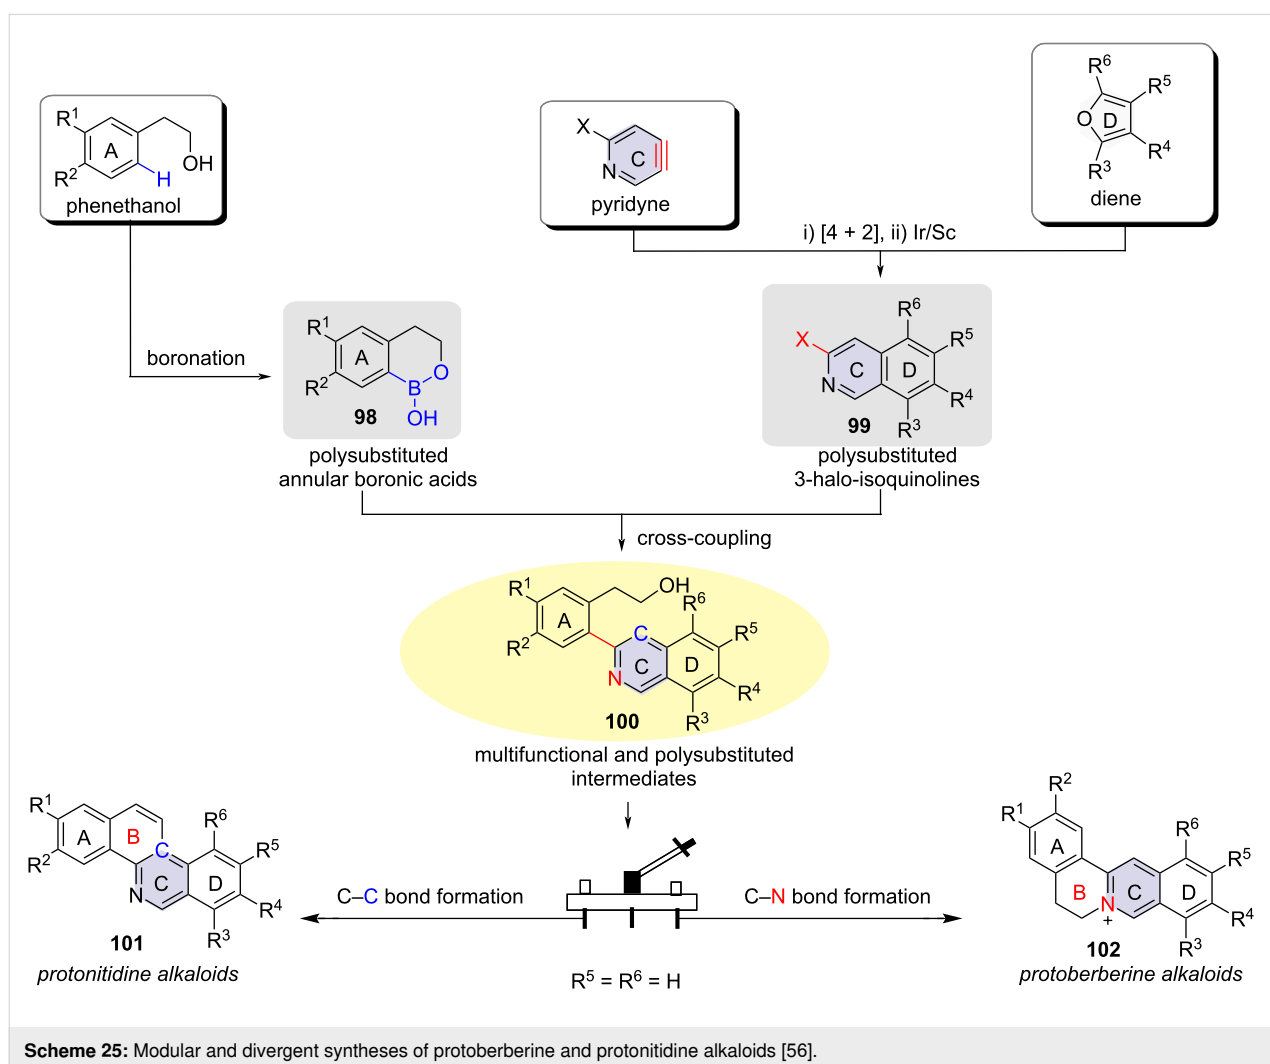 R¹
A
R²
H
OH
phenethanol
X
N
C
pyridyne
R⁶
R⁵
O
D
R⁴
R³
diene
i) [4 + 2], ii) Ir/Sc
boronation
R¹
A
R²
B
O
OH
98
polysubstituted
annular boronic acids
R⁶
X
R⁵
C
D
N
R⁴
R³
99
polysubstituted
3-halo-isoquinolines
cross-coupling
R¹
OH
R⁶
A
C
R⁵
R²
C
D
N
R⁴
R³
100
multifunctional and polysubstituted
intermediates
R¹
R⁶
A
B
C
R⁵
R²
C
D
N
R⁴
R³
101
protonitidine alkaloids
C–C bond formation
C–N bond formation
R⁵ = R⁶ = H
R²
R¹
R⁶
A
R⁵
B
C
D
N
+
R⁴
R³
102
protoberberine alkaloids
Scheme 25: Modular and divergent syntheses of protoberberine and protonitidine alkaloids [56].